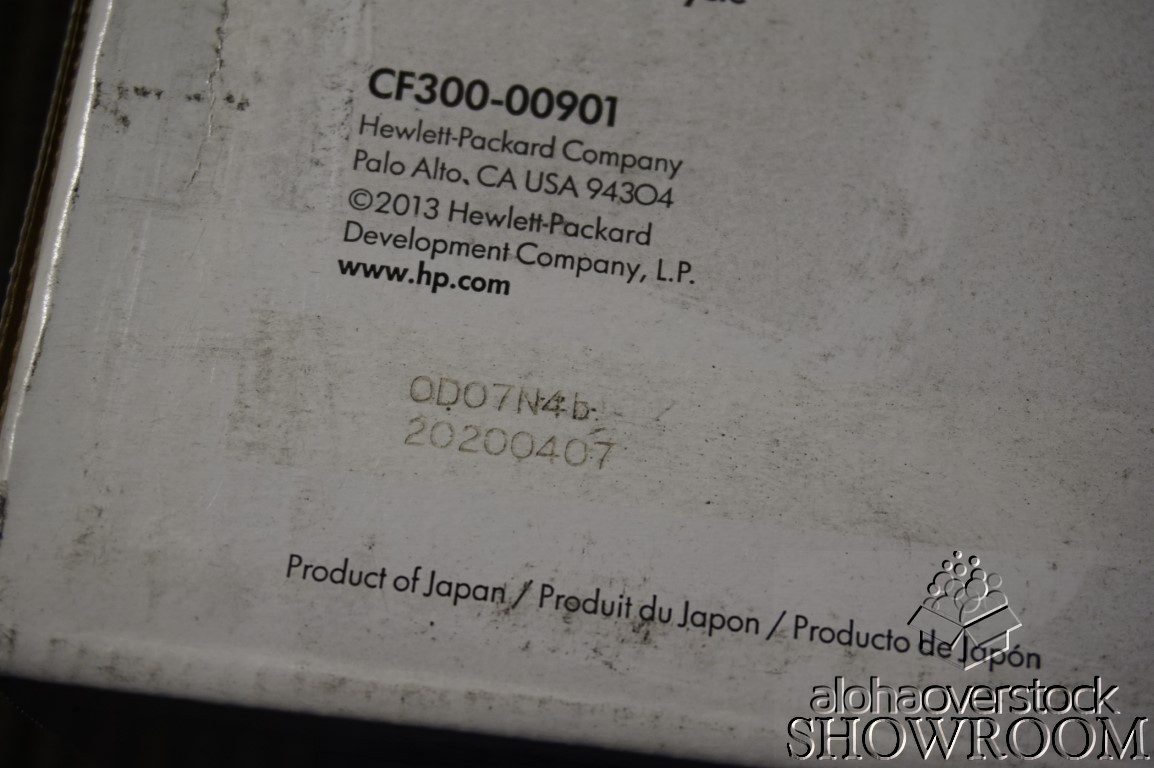 CF300-00901
Hewlett-Packard Company
Palo Alto, CA USA 94304
©2013 Hewlett-Packard
Development Company, L.P.
www.hp.com
0D07N4b
20200407
Product of Japan / Produit du Japon / Producto de Japón
alohaoverstock
SHOWROOM